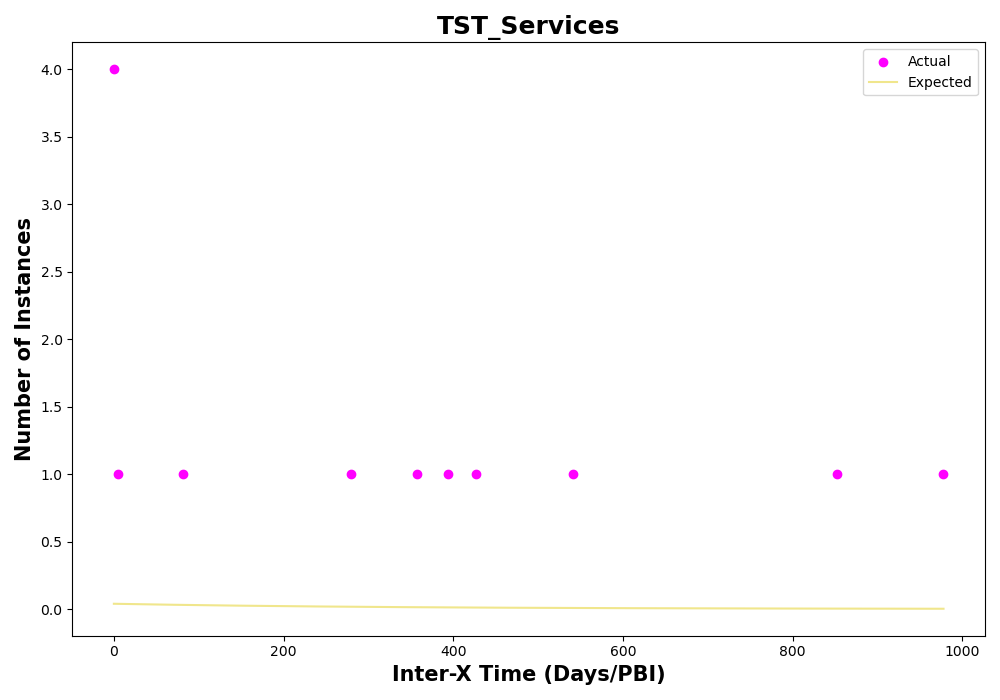 TST_Services
Actual
Expected
4.0
3.5
3.0
2.5
2.0
1.5
1.0
0.5
0.0
Number of Instances
0 200 400 600 800 1000
Inter-X Time (Days/PBI)